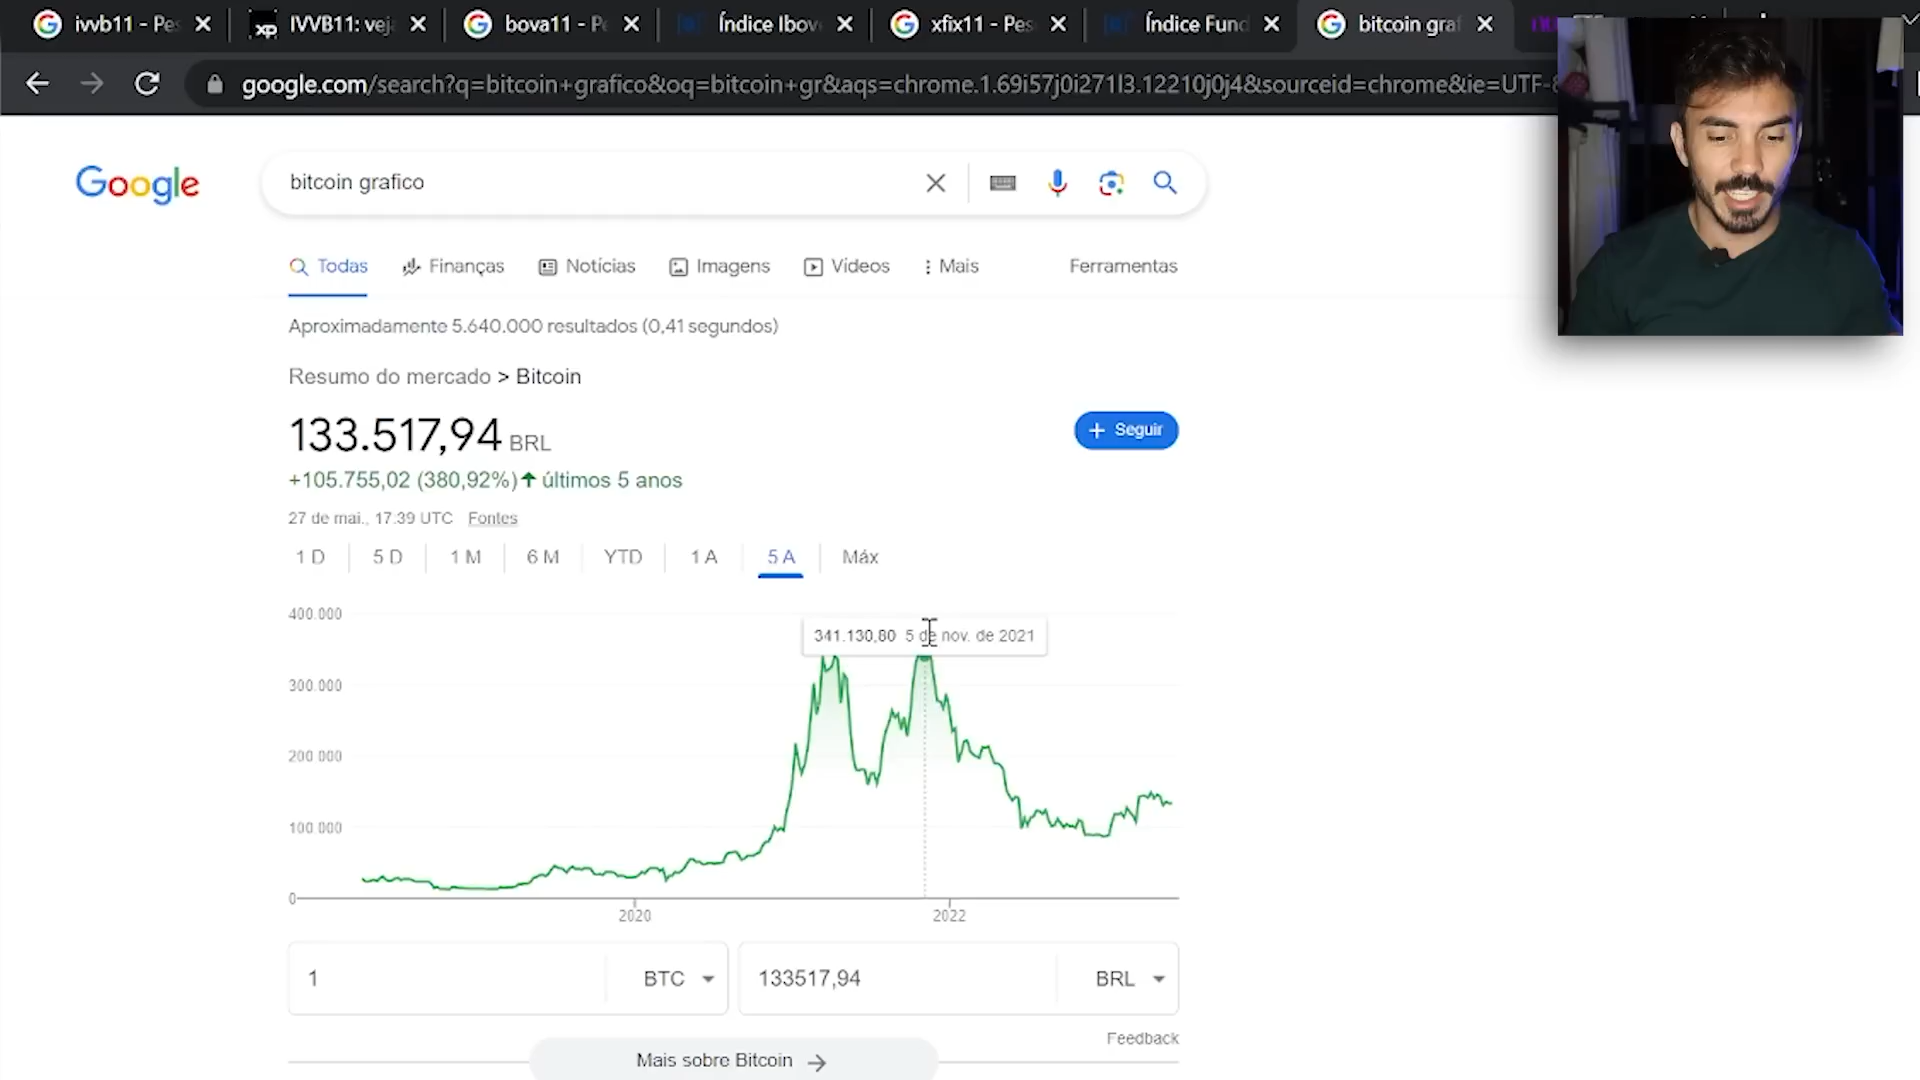 ivvb11 - Pe
IVVB11: vej
bova11 - P
Índice Ibov
xfix11 - Pes
Índice Fund
bitcoin graf
google.com/search?q=bitcoin+grafico&oq=bitcoin+gr&aqs=chrome.1.69i57j0i271l3.12210j0j4&sourceid=chrome&ie=UTF-8
Google
bitcoin grafico
Todas
Finanças
Notícias
Imagens
Vídeos
Mais
Ferramentas
Aproximadamente 5.640.000 resultados (0,41 segundos)
Resumo do mercado > Bitcoin
133.517,94 BRL
+ Seguir
+105.755,02 (380,92%) últimos 5 anos
27 de mai., 17:39 UTC Fontes
1 D
5 D
1 M
6 M
YTD
1 A
5 A
Máx
400.000
341.130,80 5 de nov. de 2021
300.000
200.000
100.000
0
2020
2022
1
BTC
133517,94
BRL
Feedback
Mais sobre Bitcoin